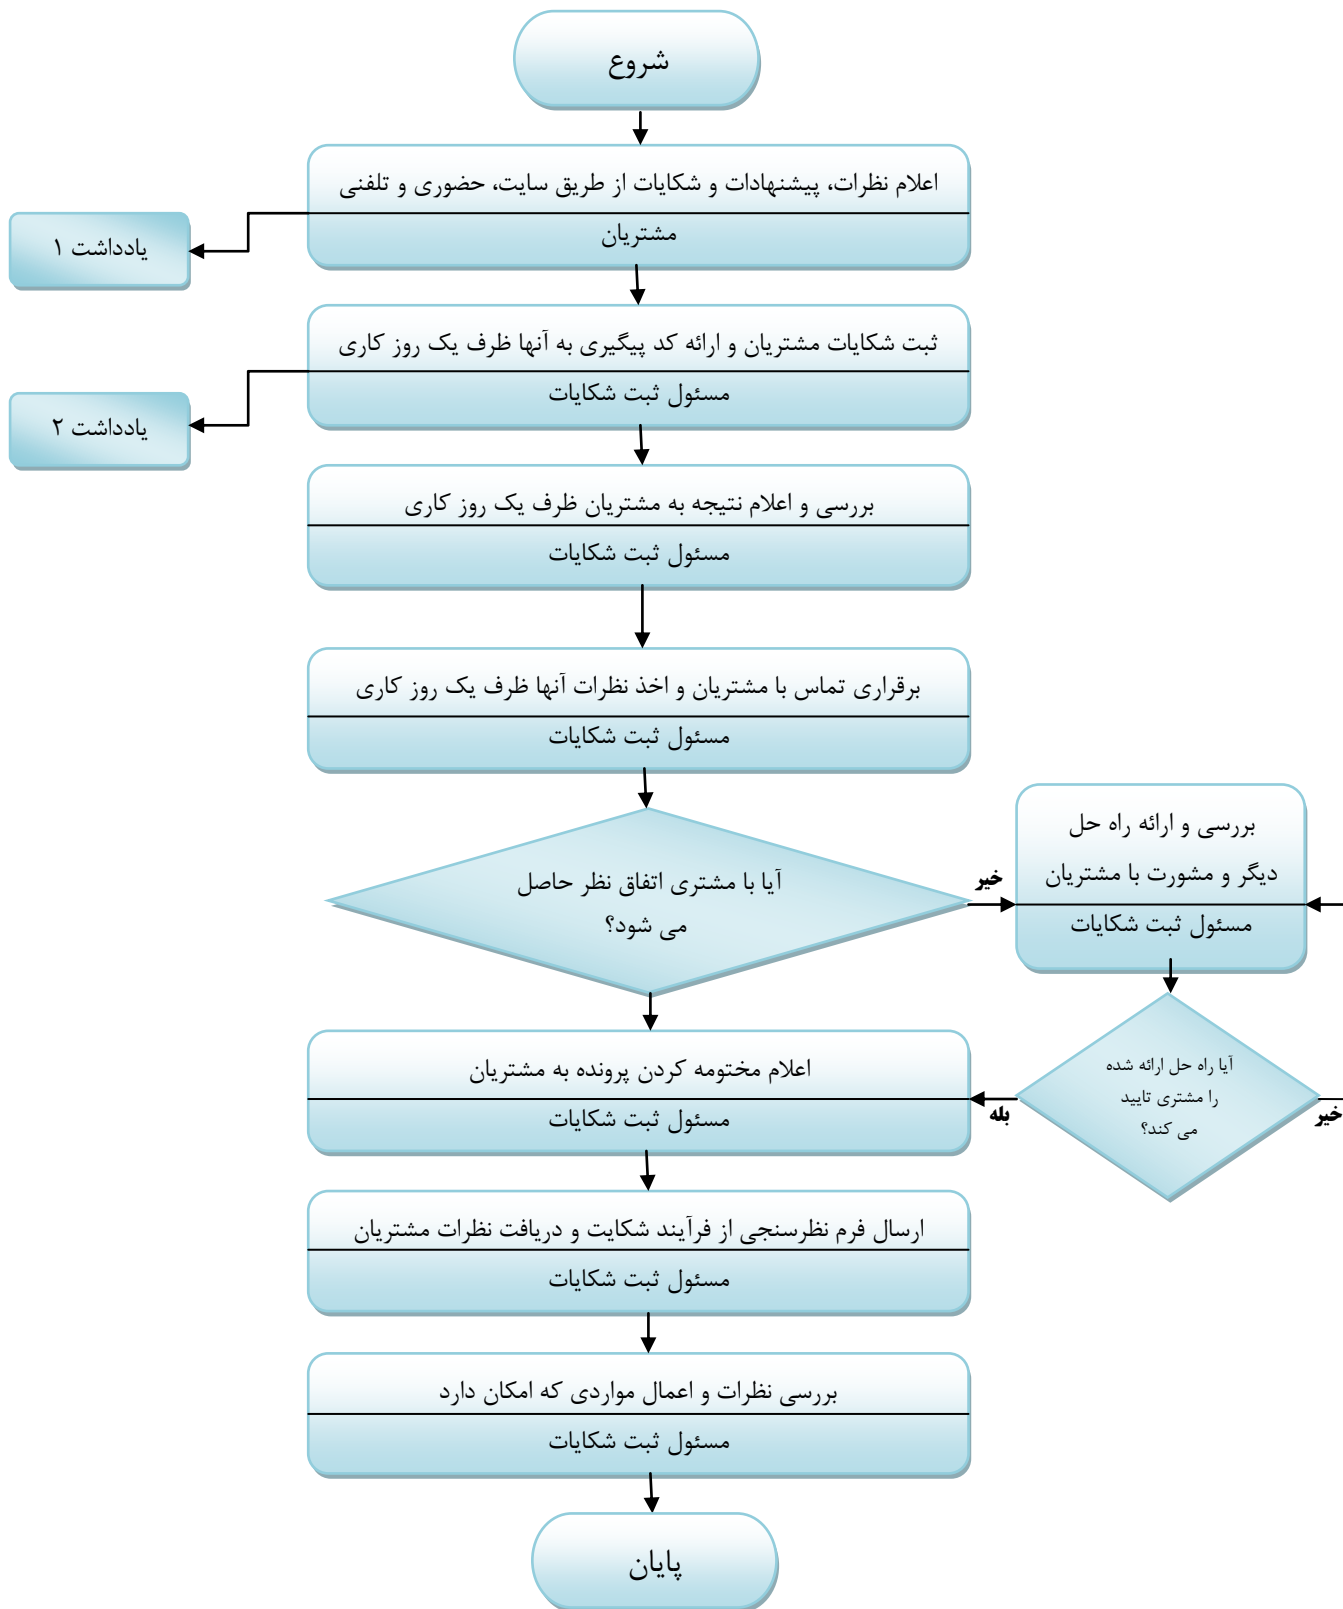 شروع
اعلام نظرات، پیشنهادات و شکایات از طریق سایت، حضوری و تلفنی
مشتریان
یادداشت ۱
ثبت شکایات مشتریان و ارائه کد پیگیری به آنها ظرف یک روز کاری
مسئول ثبت شکایات
یادداشت ۲
بررسی و اعلام نتیجه به مشتریان ظرف یک روز کاری
مسئول ثبت شکایات
برقراری تماس با مشتریان و اخذ نظرات آنها ظرف یک روز کاری
مسئول ثبت شکایات
آیا با مشتری اتفاق نظر حاصل
می شود؟
خیر
بررسی و ارائه راه حل
دیگر و مشورت با مشتریان
مسئول ثبت شکایات
آیا راه حل ارائه شده
را مشتری تایید
می کند؟
خیر
بله
اعلام مختومه کردن پرونده به مشتریان
مسئول ثبت شکایات
ارسال فرم نظرسنجی از فرآیند شکایت و دریافت نظرات مشتریان
مسئول ثبت شکایات
بررسی نظرات و اعمال مواردی که امکان دارد
مسئول ثبت شکایات
پایان